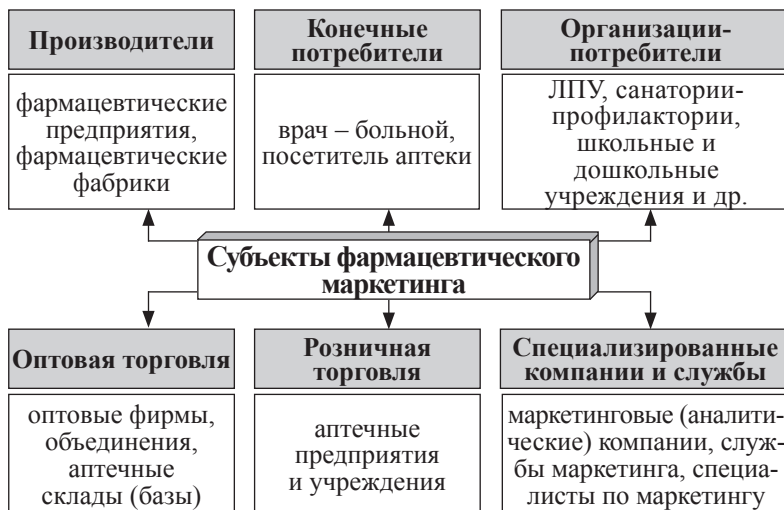 Производители
фармацевтические
предприятия,
фармацевтические
фабрики
Конечные
потребители
врач – больной,
посетитель аптеки
Организации-
потребители
ЛПУ, санатории-
профилактории,
школьные и
дошкольные
учреждения и др.
Субъекты фармацевтического
маркетинга
Оптовая торговля
оптовые фирмы,
объединения,
аптечные
склады (базы)
Розничная
торговля
аптечные
предприятия
и учреждения
Специализированные
компании и службы
маркетинговые (аналити-
ческие) компании, служ-
бы маркетинга, специа-
листы по маркетингу